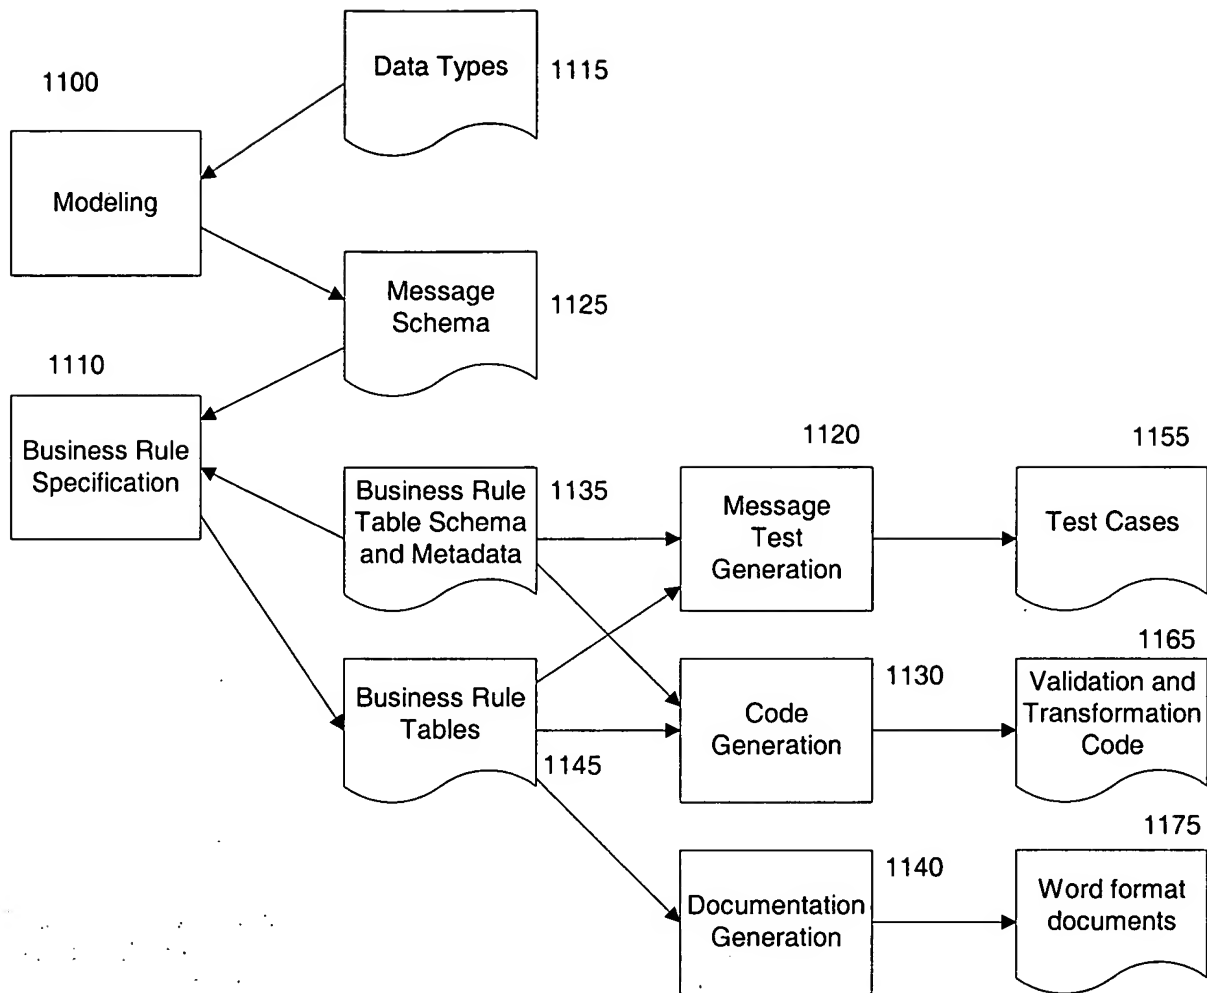 Data Types
1115
1100
Modeling
Message
Schema
1125
1110
Business Rule
Specification
Business Rule
Table Schema
and Metadata
1135
1120
Message
Test
Generation
1155
Test Cases
Business Rule
Tables
1145
Code
Generation
1130
1165
Validation and
Transformation
Code
Documentation
Generation
1140
1175
Word format
documents